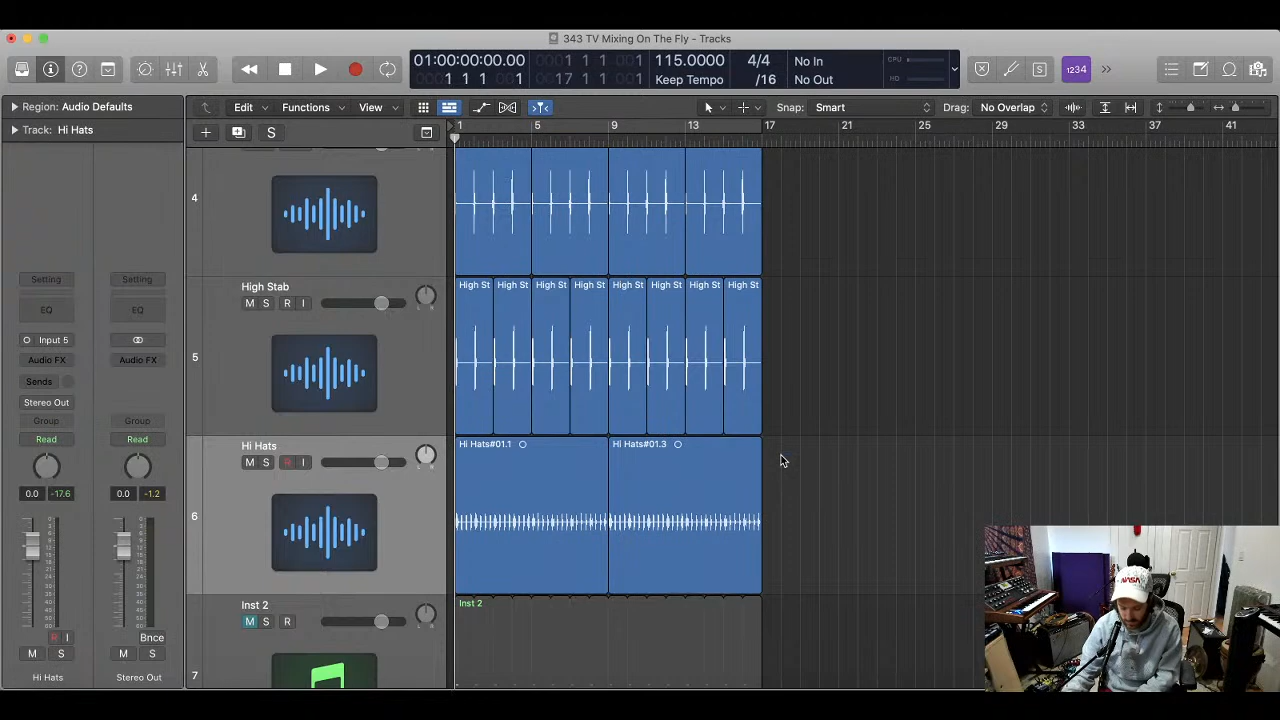 343 TV Mixing On The Fly - Tracks
01:00:00:00.00
1 1 1 1
001 1 1 001
17 1 1 1
115.0000
Keep Tempo
4/4
/16
No In
No Out
CPU
HD
1234
Region: Audio Defaults
Track: Hi Hats
Edit
Functions
View
Snap: Smart
Drag: No Overlap
S
1 5 9 13 17 21 25 29 33 37 41
4
High Stab
M S R I
5
High St High St High St High St High St High St High St High St
Hi Hats
M S R I
6
Hi Hats#01.1
Hi Hats#01.3
Inst 2
M S R
7
Inst 2
Setting Setting
EQ EQ
Input 5
Audio FX Audio FX
Sends
Stereo Out
Group Group
Read Read
0.0 -17.6 0.0 -1.2
R I Bnce
M S M S
Hi Hats Stereo Out
NASA